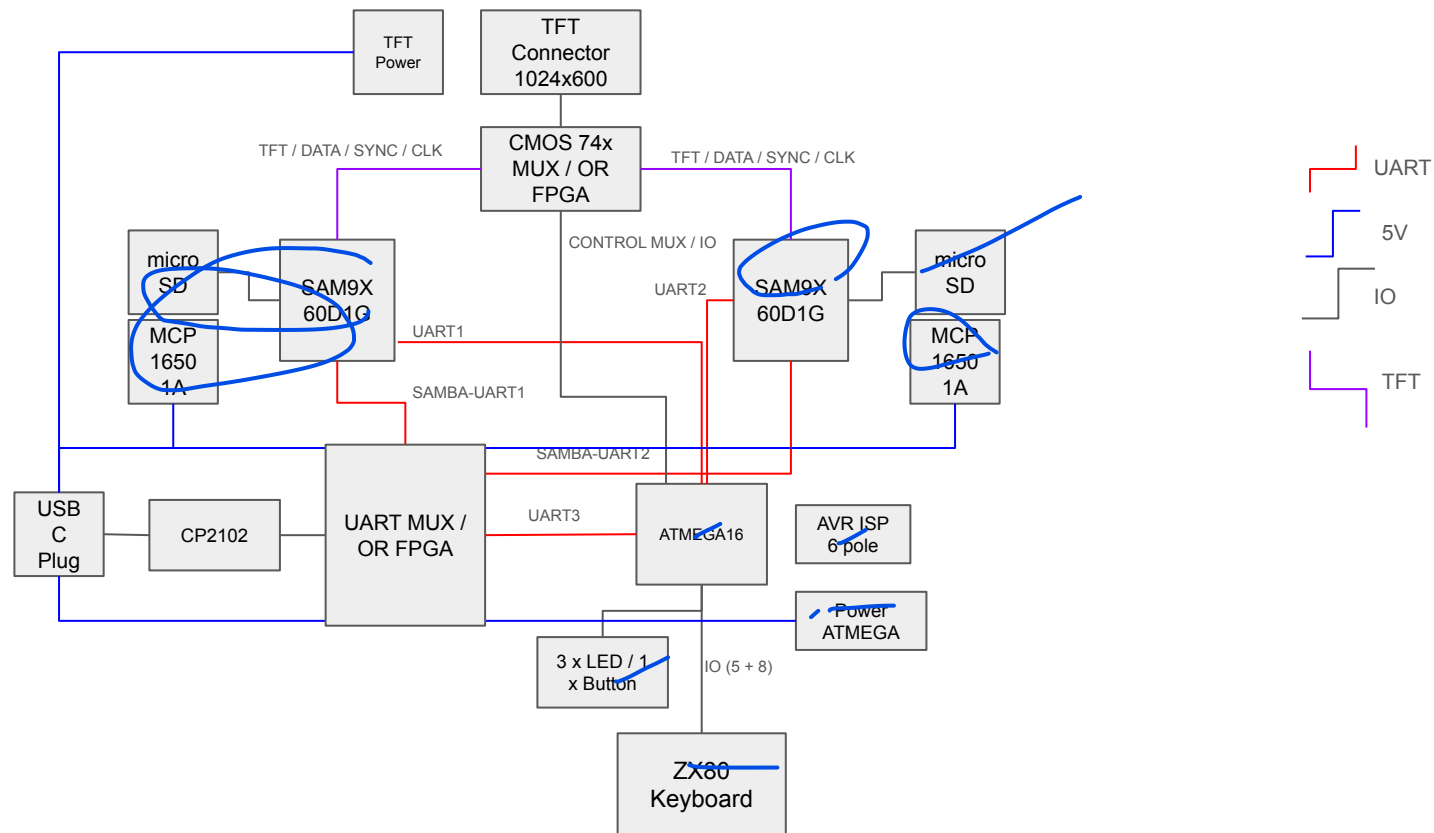 TFT
Power
TFT
Connector
1024x600
CMOS 74x
MUX / OR
FPGA
TFT / DATA / SYNC / CLK
TFT / DATA / SYNC / CLK
UART
5V
IO
TFT
CONTROL MUX / IO
micro
SD
SAM9X
60D1G
MCP
1650
1A
UART1
SAMBA-UART1
UART2
SAM9X
60D1G
micro
SD
MCP
1650
1A
SAMBA-UART2
USB
C
Plug
CP2102
UART MUX /
OR FPGA
UART3
ATMEGA16
AVR ISP
6 pole
Power
ATMEGA
3 x LED / 1
x Button
IO (5 + 8)
ZX80
Keyboard